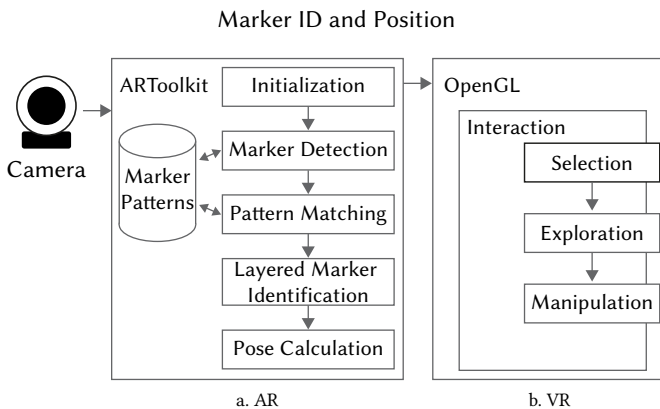 Marker ID and Position
ARToolkit
Initialization
OpenGL
Interaction
Marker Detection
Camera
Marker
Patterns
Selection
Pattern Matching
Exploration
Layered Marker
Identification
Manipulation
Pose Calculation
a. AR
b. VR